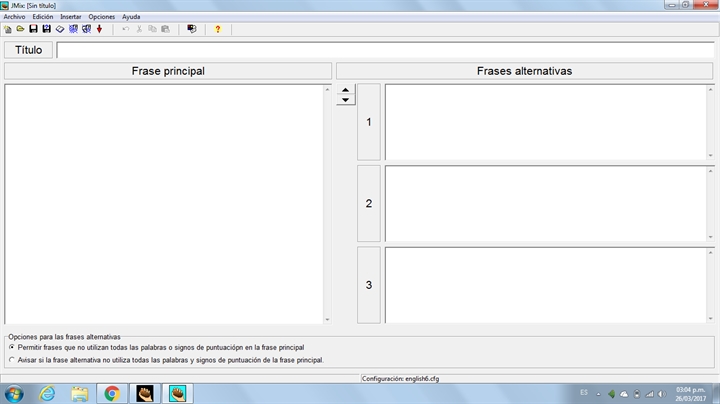 JMix: [Sin título]
Archivo Edición Insertar Opciones Ayuda
Título
Frase principal Frases alternativas
1
2
3
Opciones para las frases alternativas
Permitir frases que no utilizan todas las palabras o signos de puntuaciópn en la frase principal
Avisar si la frase alternativa no utiliza todas las palabras y signos de puntuación de la frase principal.
Configuración: english6.cfg
ES 03:04 p.m.
26/03/2017